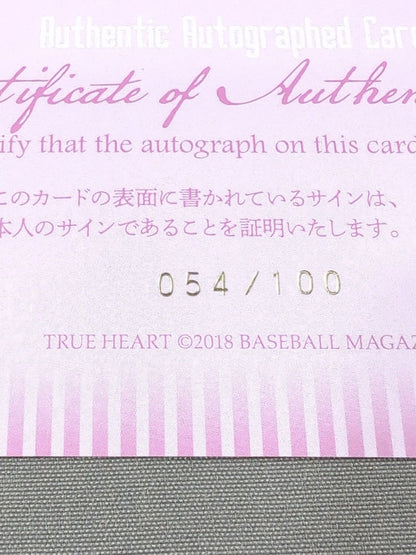 Authentic Autographed Card
tificate of Authen
ify that the autograph on this card
このカードの表面に書かれているサインは、
本人のサインであることを証明いたします。
054/100
TRUE HEART ©2018 BASEBALL MAGAZ